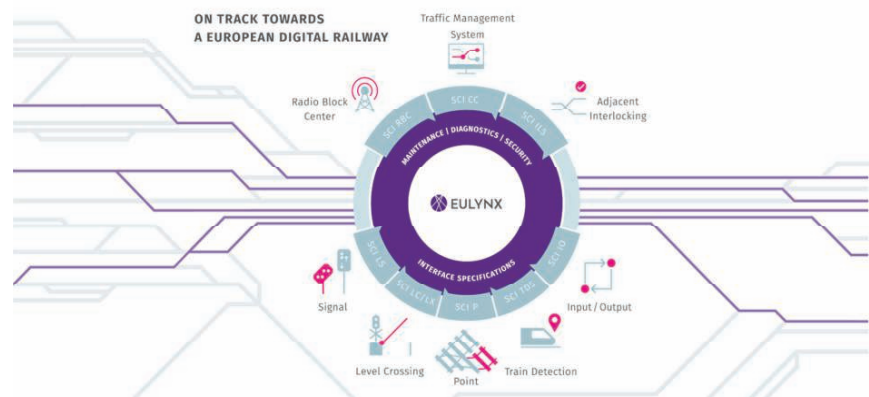 ON TRACK TOWARDS
A EUROPEAN DIGITAL RAILWAY
Traffic Management
System
Radio Block
Center
Adjacent
Interlocking
SCI RBC
SCI CC
SCI ILS
MAINTENANCE | DIAGNOSTICS | SECURITY
EULYNX
INTERFACE SPECIFICATIONS
SCI LS
SCI LC/LX
SCI P
SCI TDS
SCI IO
Signal
Input / Output
Level Crossing
Point
Train Detection